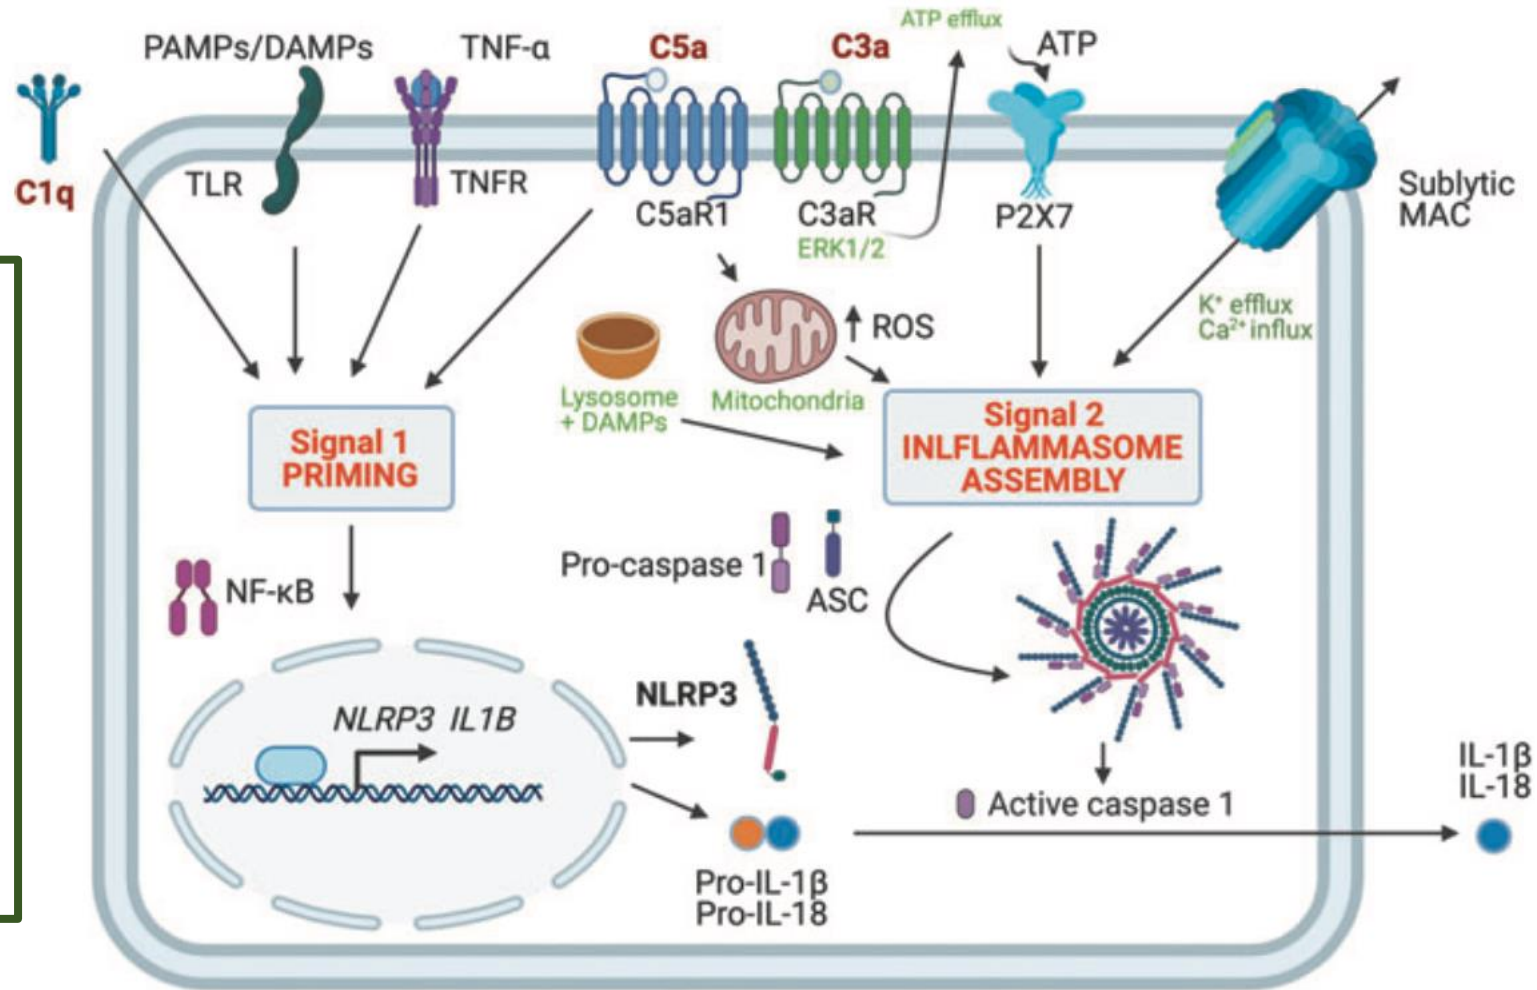 ATP efflux
PAMPs/DAMPs
TNF-α
C5a
C3a
ATP
C1q
TLR
TNFR
C5aR1
C3aR
ERK1/2
P2X7
Sublytic
MAC
K⁺ efflux
Ca²⁺ influx
ROS
Lysosome
+ DAMPs
Mitochondria
Signal 1
PRIMING
Signal 2
INLFLAMMASOME
ASSEMBLY
Pro-caspase 1
ASC
NF-κB
NLRP3
NLRP3 IL1B
IL-1β
IL-18
Active caspase 1
Pro-IL-1β
Pro-IL-18